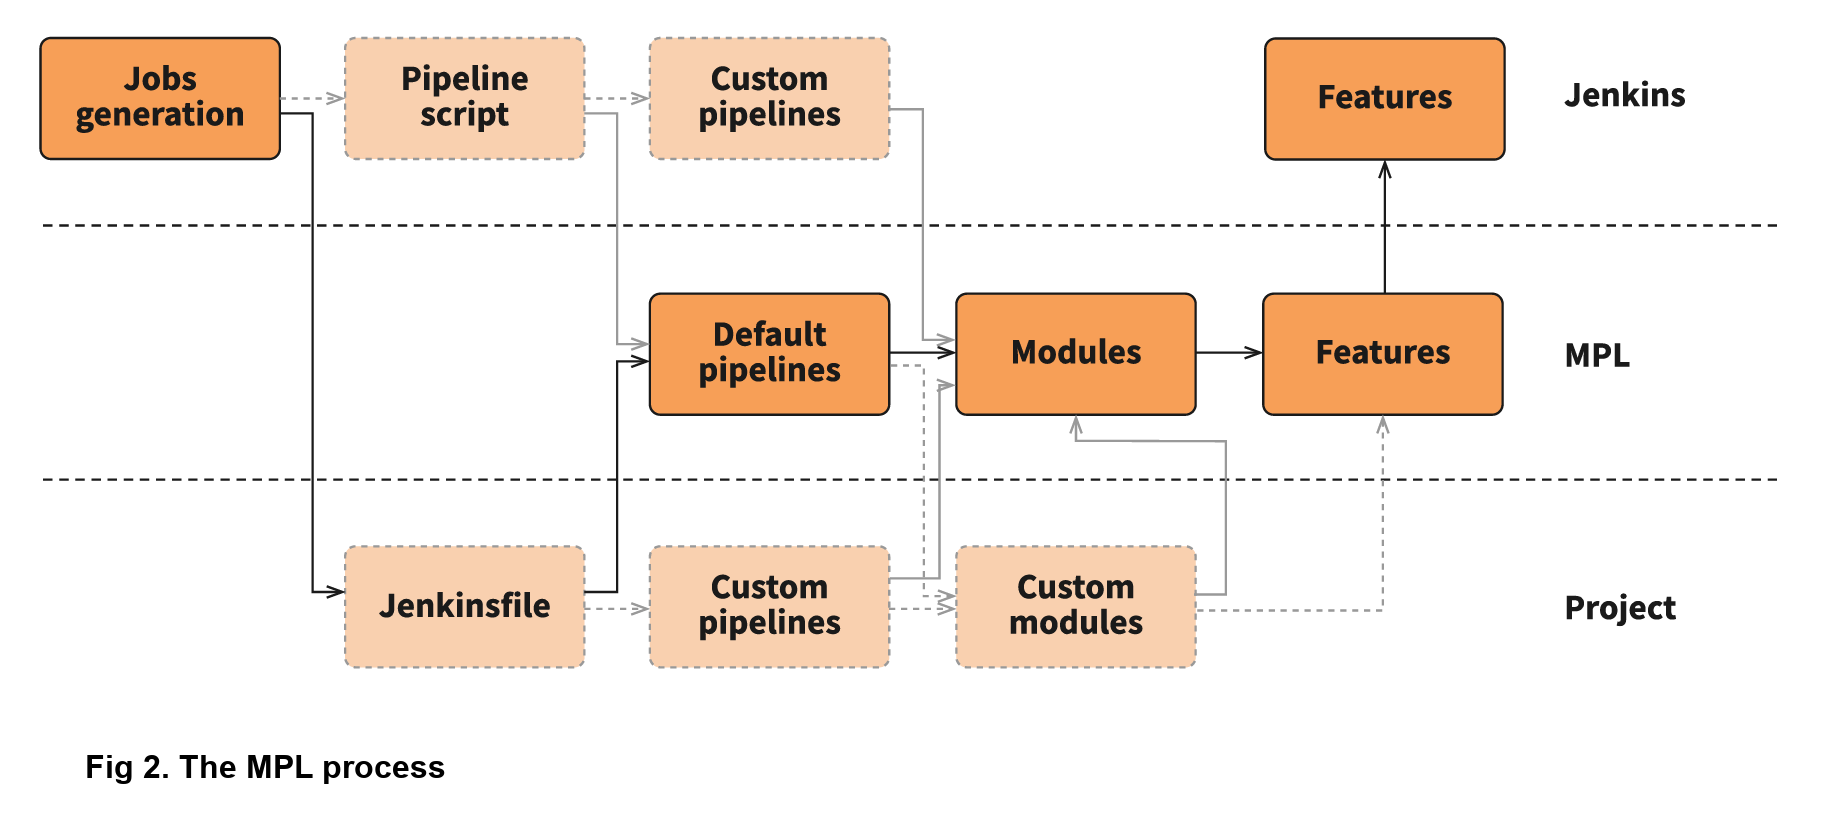 Jobs
generation
Pipeline
script
Custom
pipelines
Features
Jenkins
Default
pipelines
Modules
Features
MPL
Jenkinsfile
Custom
pipelines
Custom
modules
Project
Fig 2. The MPL process